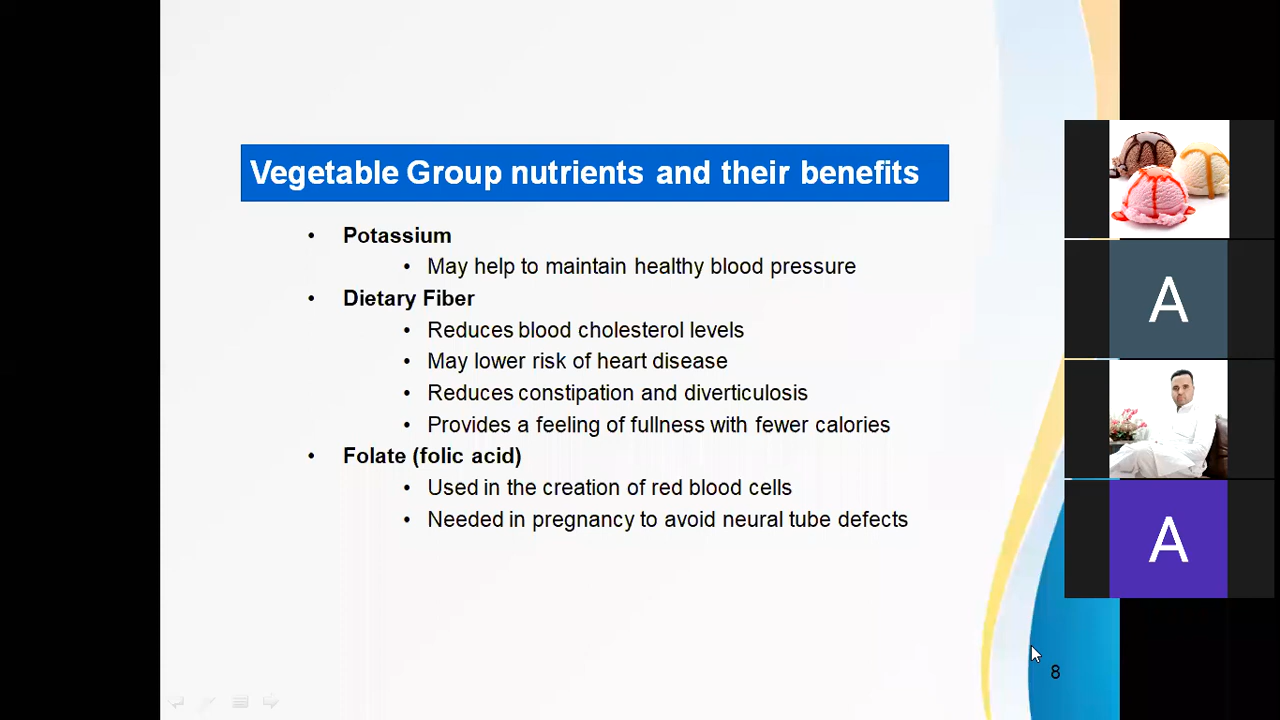 Vegetable Group nutrients and their benefits
• Potassium
• May help to maintain healthy blood pressure
• Dietary Fiber
• Reduces blood cholesterol levels
• May lower risk of heart disease
• Reduces constipation and diverticulosis
• Provides a feeling of fullness with fewer calories
• Folate (folic acid)
• Used in the creation of red blood cells
• Needed in pregnancy to avoid neural tube defects
8
A
A